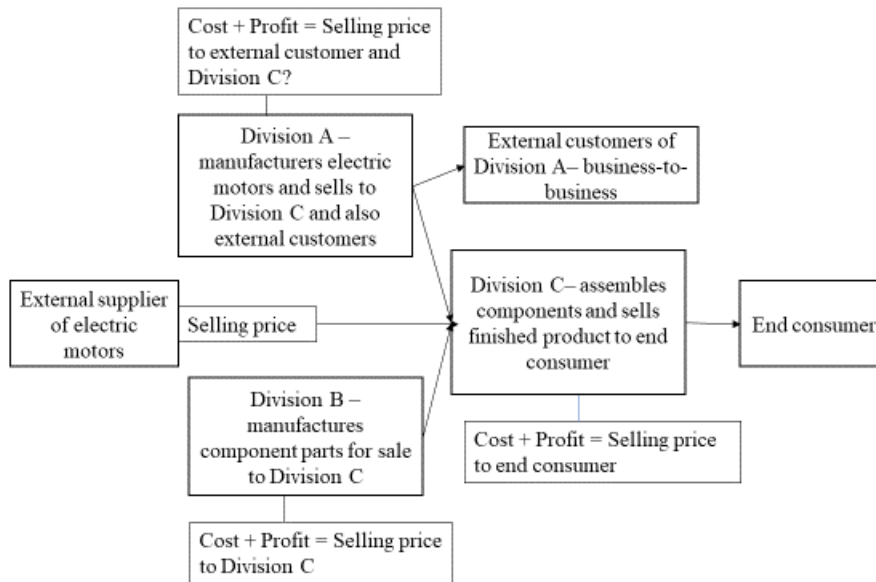 Cost + Profit = Selling price
to external customer and
Division C?
Division A –
manufacturers electric
motors and sells to
Division C and also
external customers
External customers of
Division A– business-to-
business
External supplier
of electric
motors
Selling price
Division C– assembles
components and sells
finished product to end
consumer
End consumer
Division B –
manufactures
component parts for sale
to Division C
Cost + Profit = Selling price
to end consumer
Cost + Profit = Selling price
to Division C